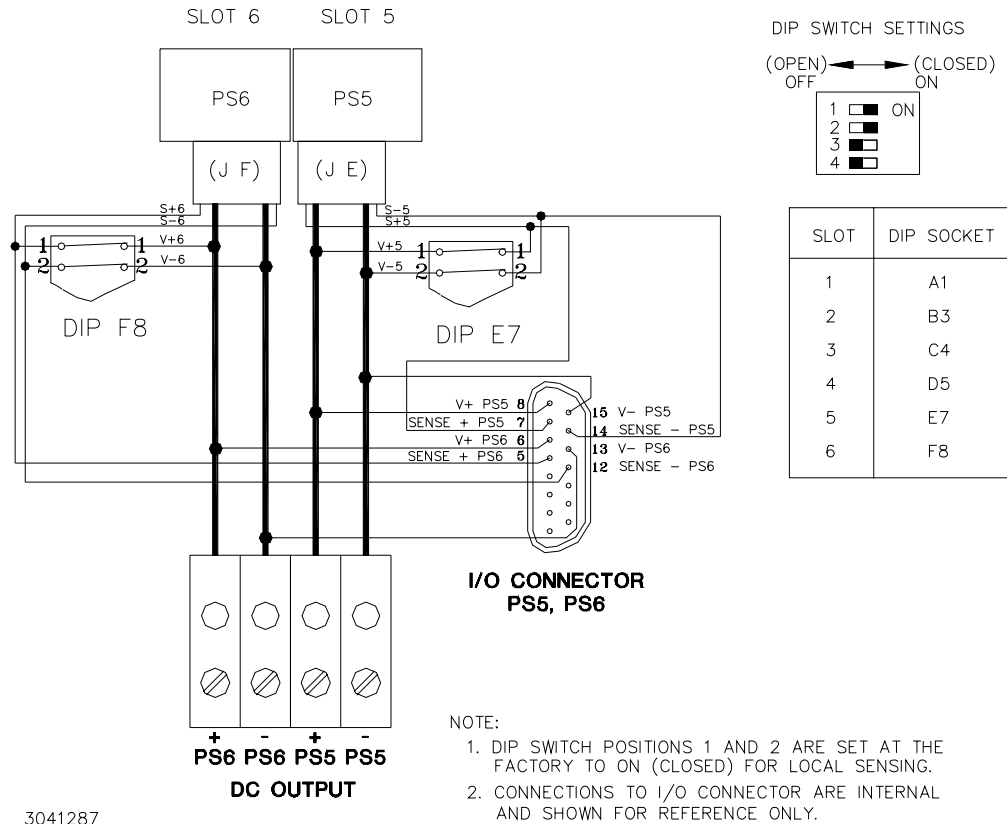 SLOT 6 SLOT 5
PS6 PS5
(J F) (J E)
S+6 S-5
S-6 S+5
1 1 V+6 V+5 1 1
2 2 V-6 V-5 2 2
DIP F8 DIP E7
V+ PS5 8 15 V- PS5
SENSE + PS5 7 14 SENSE - PS5
V+ PS6 6 13 V- PS6
SENSE + PS6 5 12 SENSE - PS6
I/O CONNECTOR
PS5, PS6
+ - + -
PS6 PS6 PS5 PS5
DC OUTPUT
DIP SWITCH SETTINGS
(OPEN) (CLOSED)
OFF ON
1 ON
2
3
4
SLOT DIP SOCKET
1 A1
2 B3
3 C4
4 D5
5 E7
6 F8
NOTE:
1. DIP SWITCH POSITIONS 1 AND 2 ARE SET AT THE
FACTORY TO ON (CLOSED) FOR LOCAL SENSING.
2. CONNECTIONS TO I/O CONNECTOR ARE INTERNAL
AND SHOWN FOR REFERENCE ONLY.
3041287